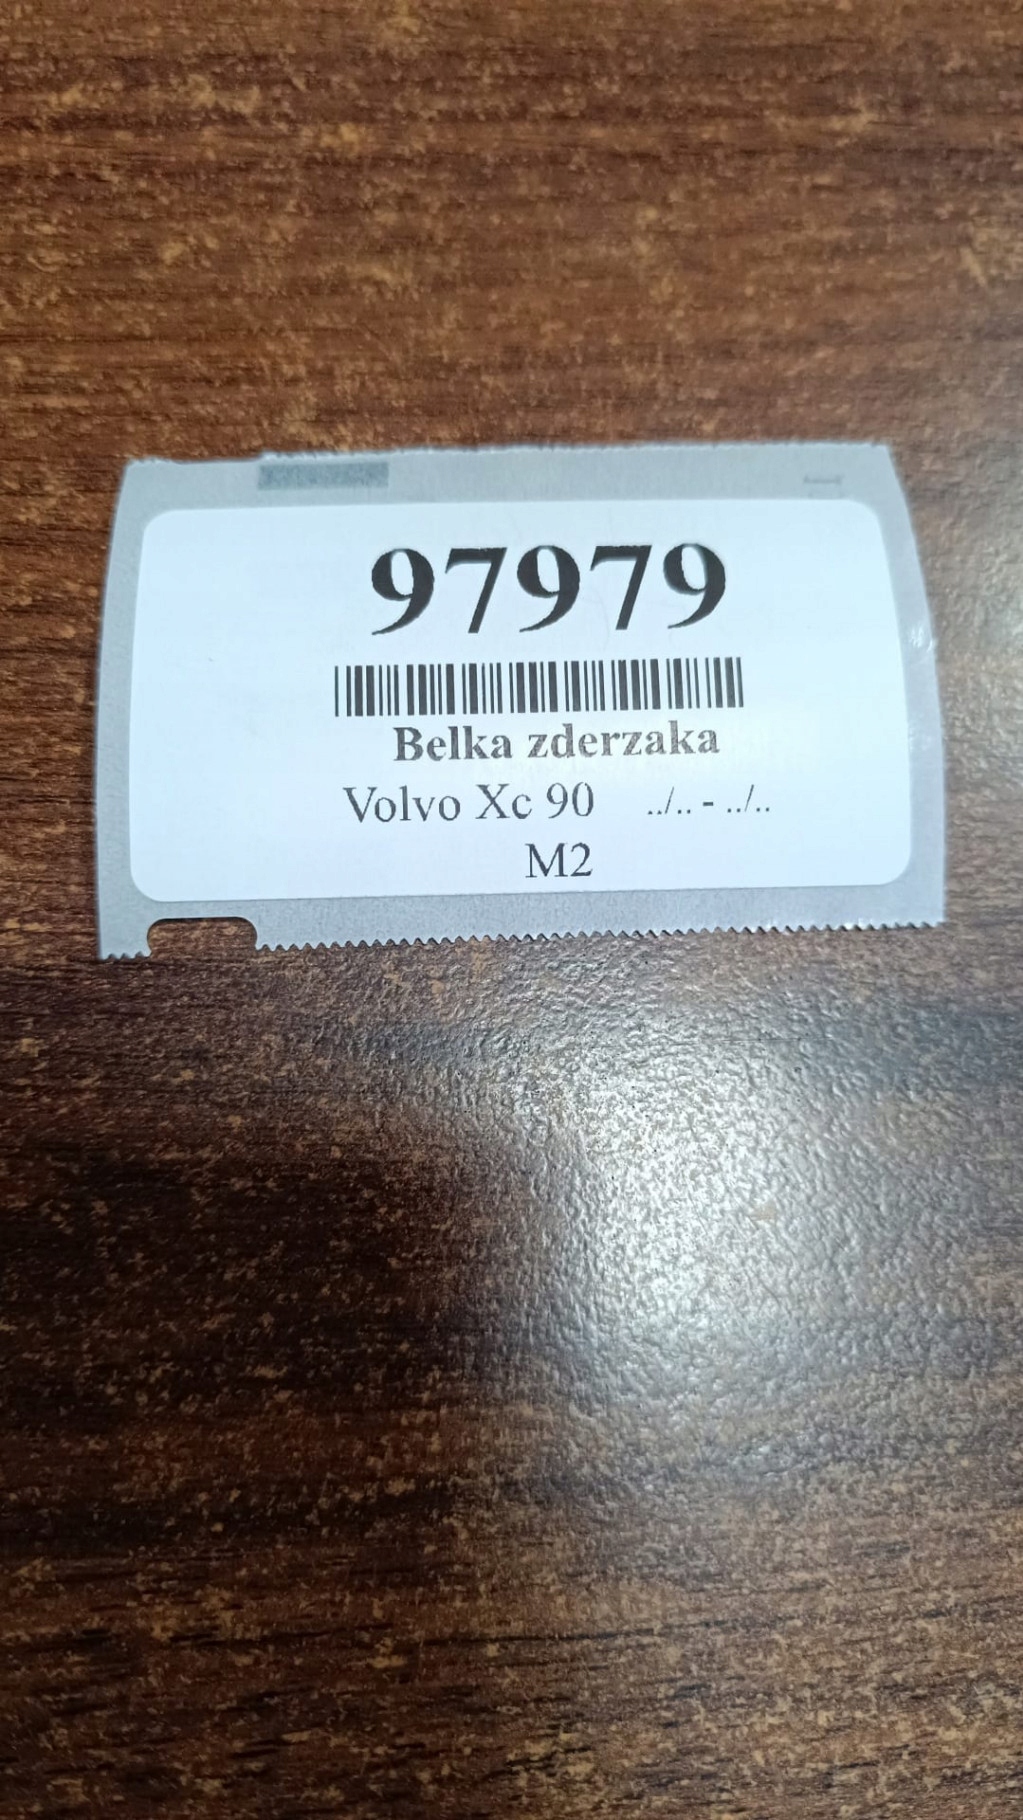 97979
Belka zderzaka
Volvo Xc 90 ../.. - ../..
M2